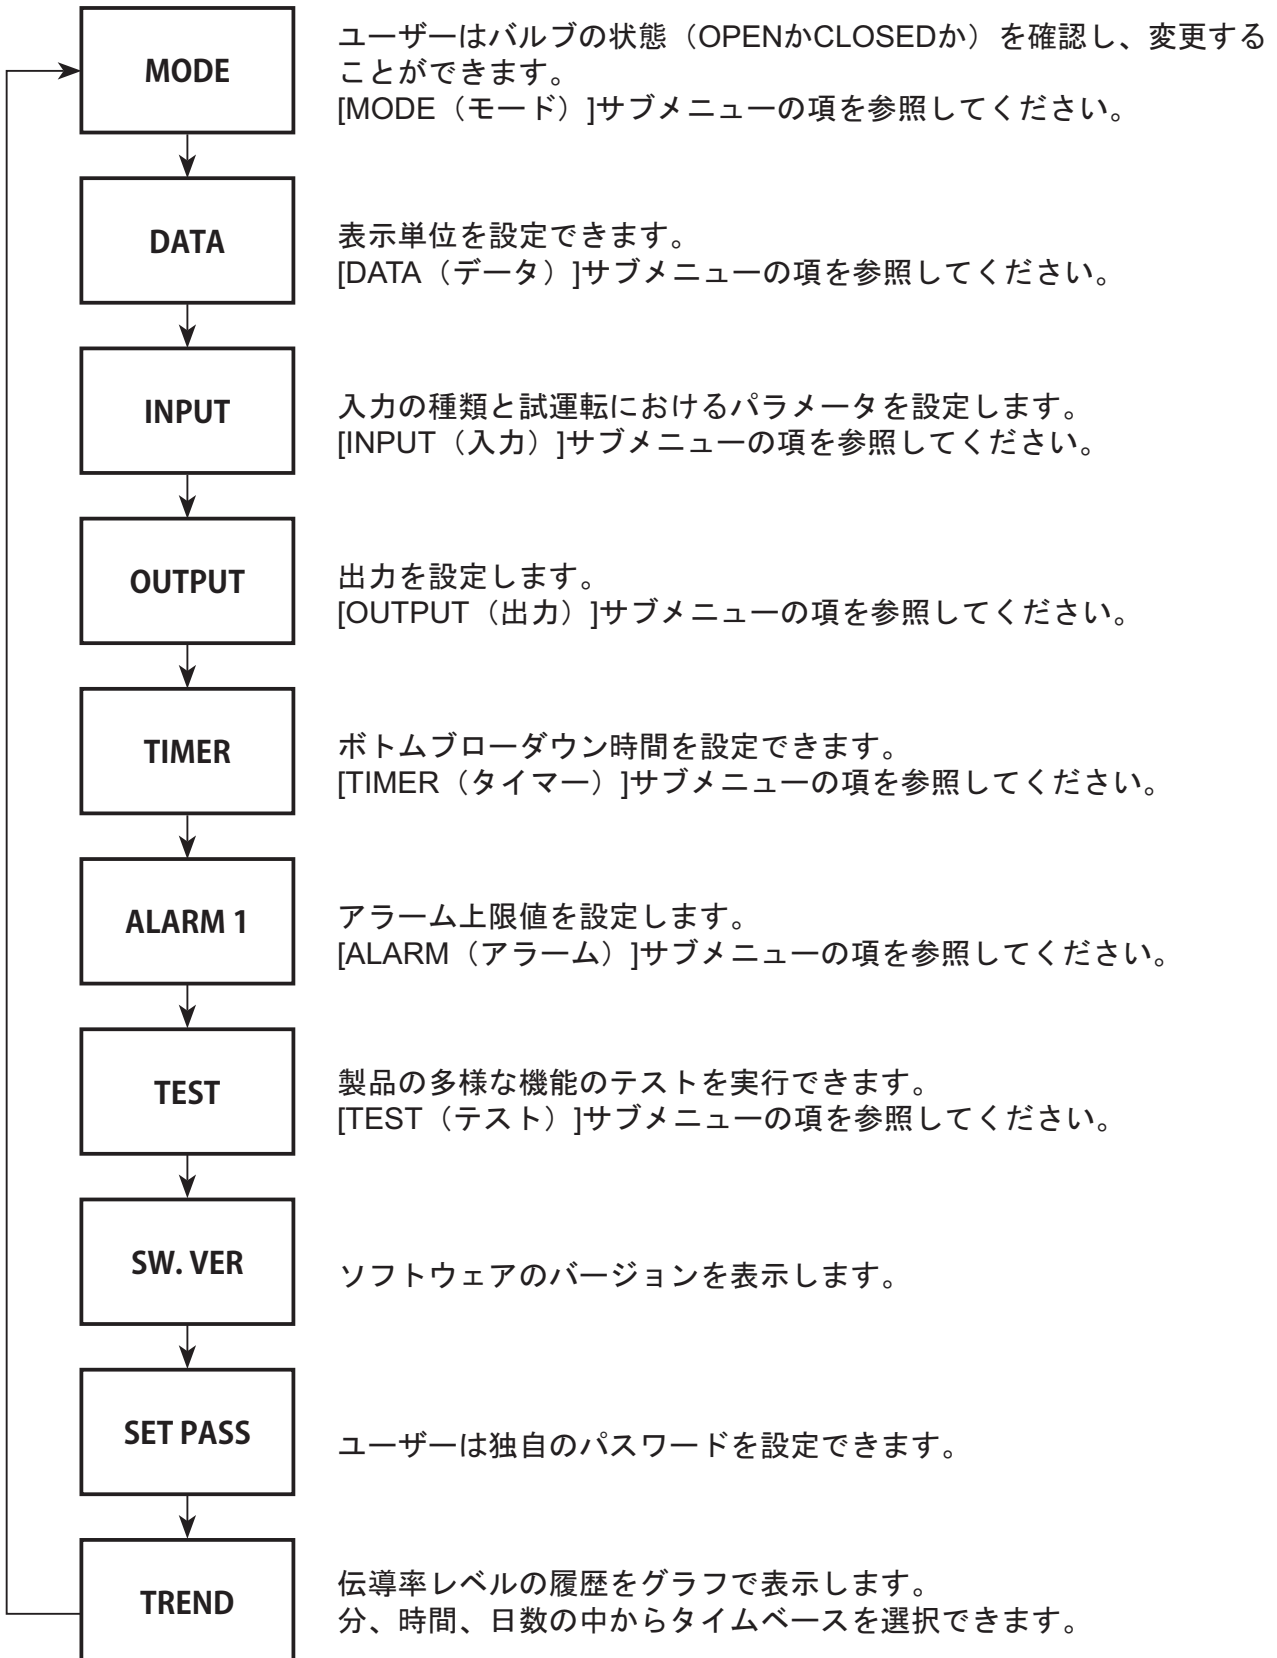 MODE
ユーザーはバルブの状態（OPENかCLOSEDか）を確認し、変更する
ことができます。
[MODE（モード）]サブメニューの項を参照してください。
DATA
表示単位を設定できます。
[DATA（データ）]サブメニューの項を参照してください。
INPUT
入力の種類と試運転におけるパラメータを設定します。
[INPUT（入力）]サブメニューの項を参照してください。
OUTPUT
出力を設定します。
[OUTPUT（出力）]サブメニューの項を参照してください。
TIMER
ボトムブローダウン時間を設定できます。
[TIMER（タイマー）]サブメニューの項を参照してください。
ALARM 1
アラーム上限値を設定します。
[ALARM（アラーム）]サブメニューの項を参照してください。
TEST
製品の多様な機能のテストを実行できます。
[TEST（テスト）]サブメニューの項を参照してください。
SW. VER
ソフトウェアのバージョンを表示します。
SET PASS
ユーザーは独自のパスワードを設定できます。
TREND
伝導率レベルの履歴をグラフで表示します。
分、時間、日数の中からタイムベースを選択できます。